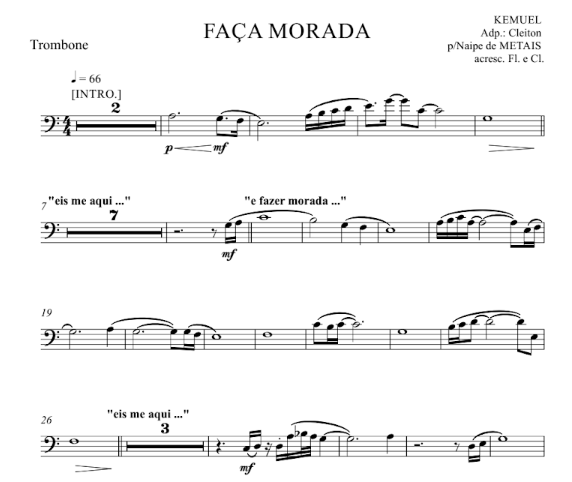 KEMUEL
FAÇA MORADA
Adp.: Cleiton
Trombone
p/Naipe de METAIS
acresc. Fl. e Cl.
♩ = 66
[INTRO.]
2
p mf
"eis me aqui ..." "e fazer morada ..."
7
7
mf
19
"eis me aqui ..."
26
3
mf